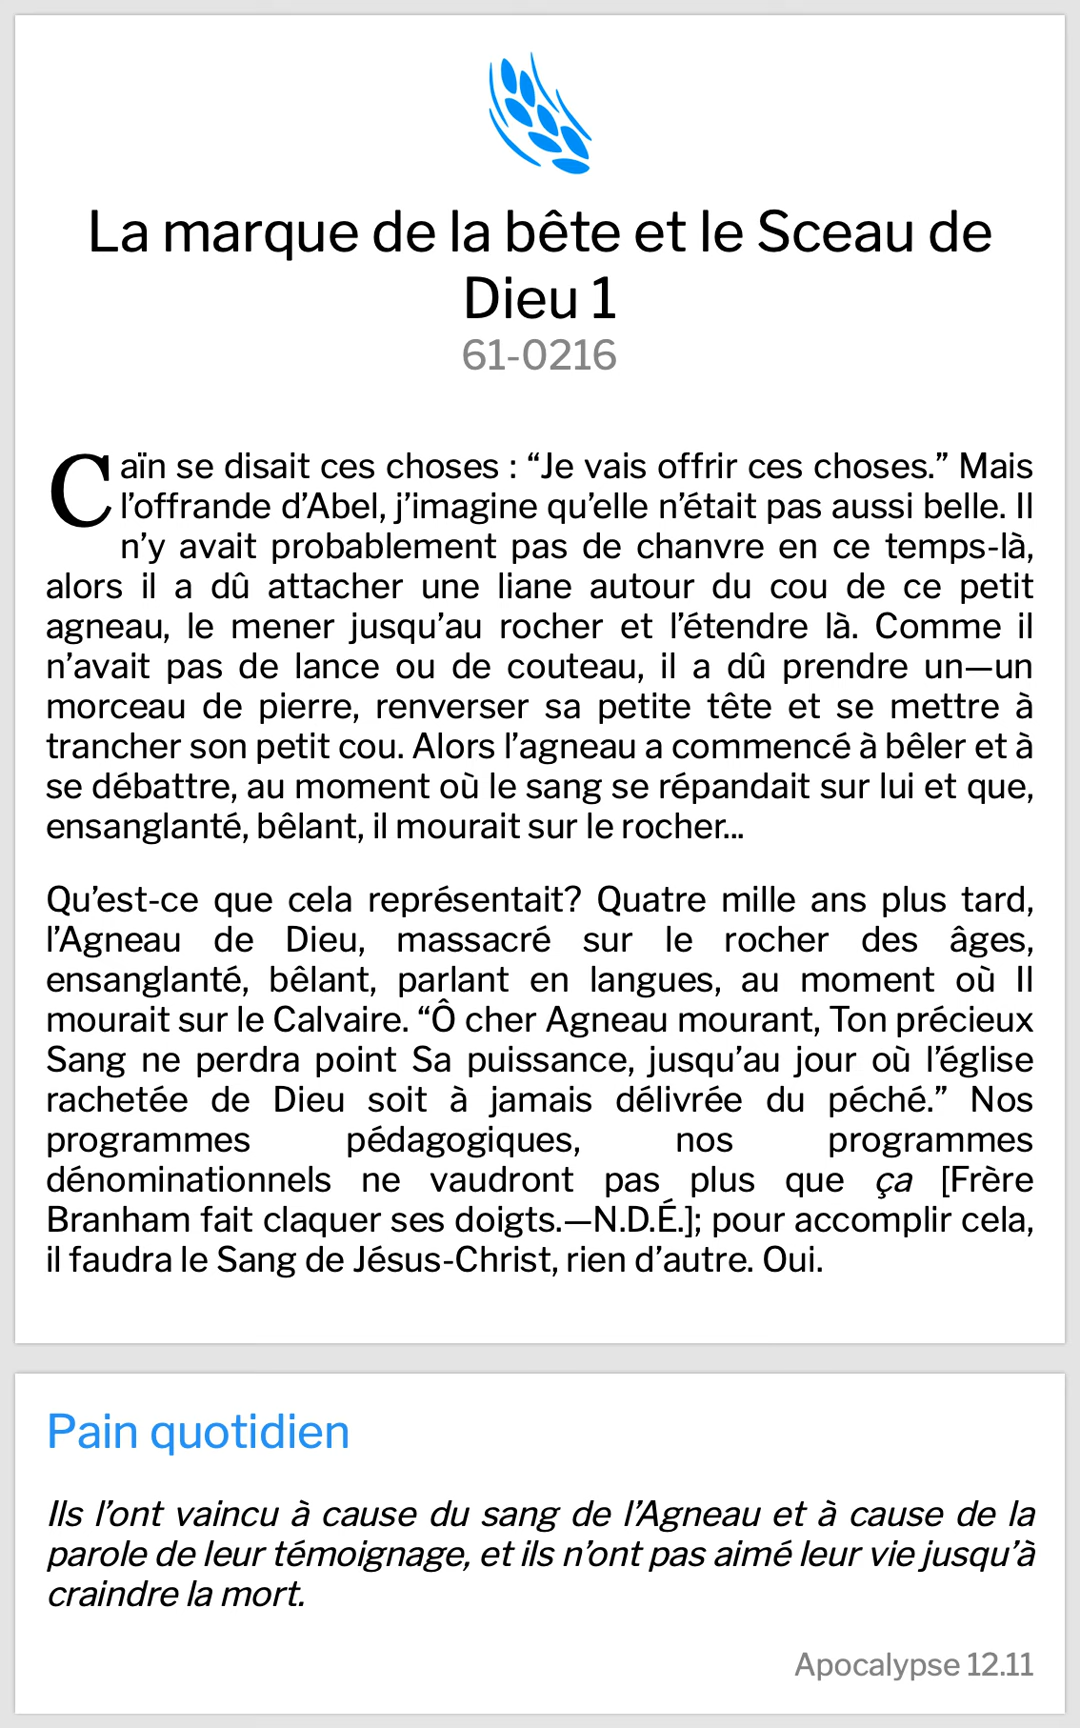 La marque de la bête et le Sceau de
Dieu 1
61-0216
Caïn se disait ces choses : “Je vais offrir ces choses.” Mais
l’offrande d’Abel, j’imagine qu’elle n’était pas aussi belle. Il
n’y avait probablement pas de chanvre en ce temps-là,
alors il a dû attacher une liane autour du cou de ce petit
agneau, le mener jusqu’au rocher et l’étendre là. Comme il
n’avait pas de lance ou de couteau, il a dû prendre un—un
morceau de pierre, renverser sa petite tête et se mettre à
trancher son petit cou. Alors l’agneau a commencé à bêler et à
se débattre, au moment où le sang se répandait sur lui et que,
ensanglanté, bêlant, il mourait sur le rocher...
Qu’est-ce que cela représentait? Quatre mille ans plus tard,
l’Agneau de Dieu, massacré sur le rocher des âges,
ensanglanté, bêlant, parlant en langues, au moment où Il
mourait sur le Calvaire. “Ô cher Agneau mourant, Ton précieux
Sang ne perdra point Sa puissance, jusqu’au jour où l’église
rachetée de Dieu soit à jamais délivrée du péché.” Nos
programmes pédagogiques, nos programmes
dénominationnels ne vaudront pas plus que ça [Frère
Branham fait claquer ses doigts.—N.D.É.]; pour accomplir cela,
il faudra le Sang de Jésus-Christ, rien d’autre. Oui.
Pain quotidien
Ils l’ont vaincu à cause du sang de l’Agneau et à cause de la
parole de leur témoignage, et ils n’ont pas aimé leur vie jusqu’à
craindre la mort.
Apocalypse 12.11